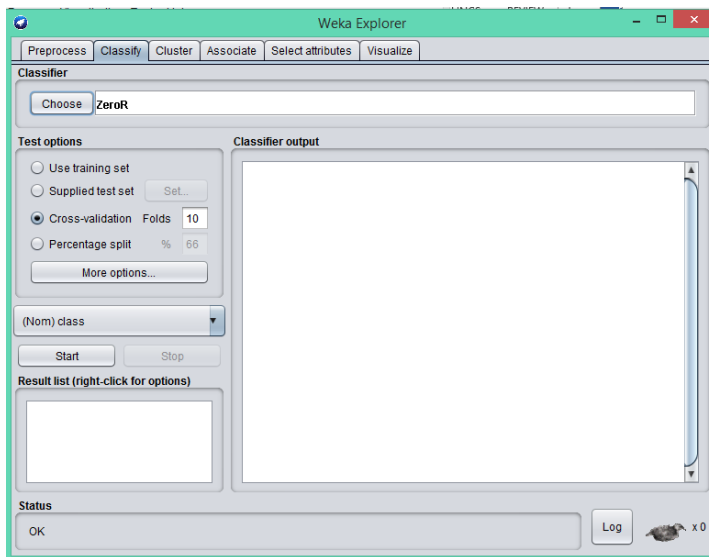 Weka Explorer
Preprocess Classify Cluster Associate Select attributes Visualize
Classifier
Choose ZeroR
Test options
Use training set
Supplied test set Set...
Cross-validation Folds 10
Percentage split % 66
More options...
(Nom) class
Start Stop
Result list (right-click for options)
Classifier output
Status
OK
Log x 0